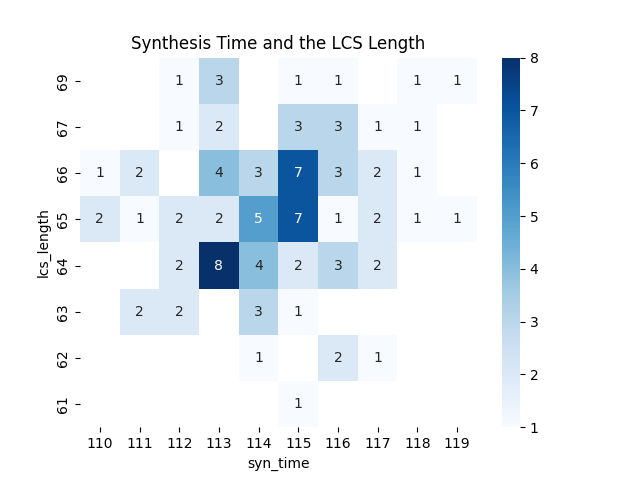 Synthesis Time and the LCS Length
69 1 3 1 1 1 1
67 1 2 3 3 1 1
66 1 2 4 3 7 3 2 1
65 2 1 2 2 5 7 1 2 1 1
64 2 8 4 2 3 2
63 2 2 3 1
62 1 2 1
61 1
lcs_length
110 111 112 113 114 115 116 117 118 119
syn_time
8
7
6
5
4
3
2
1